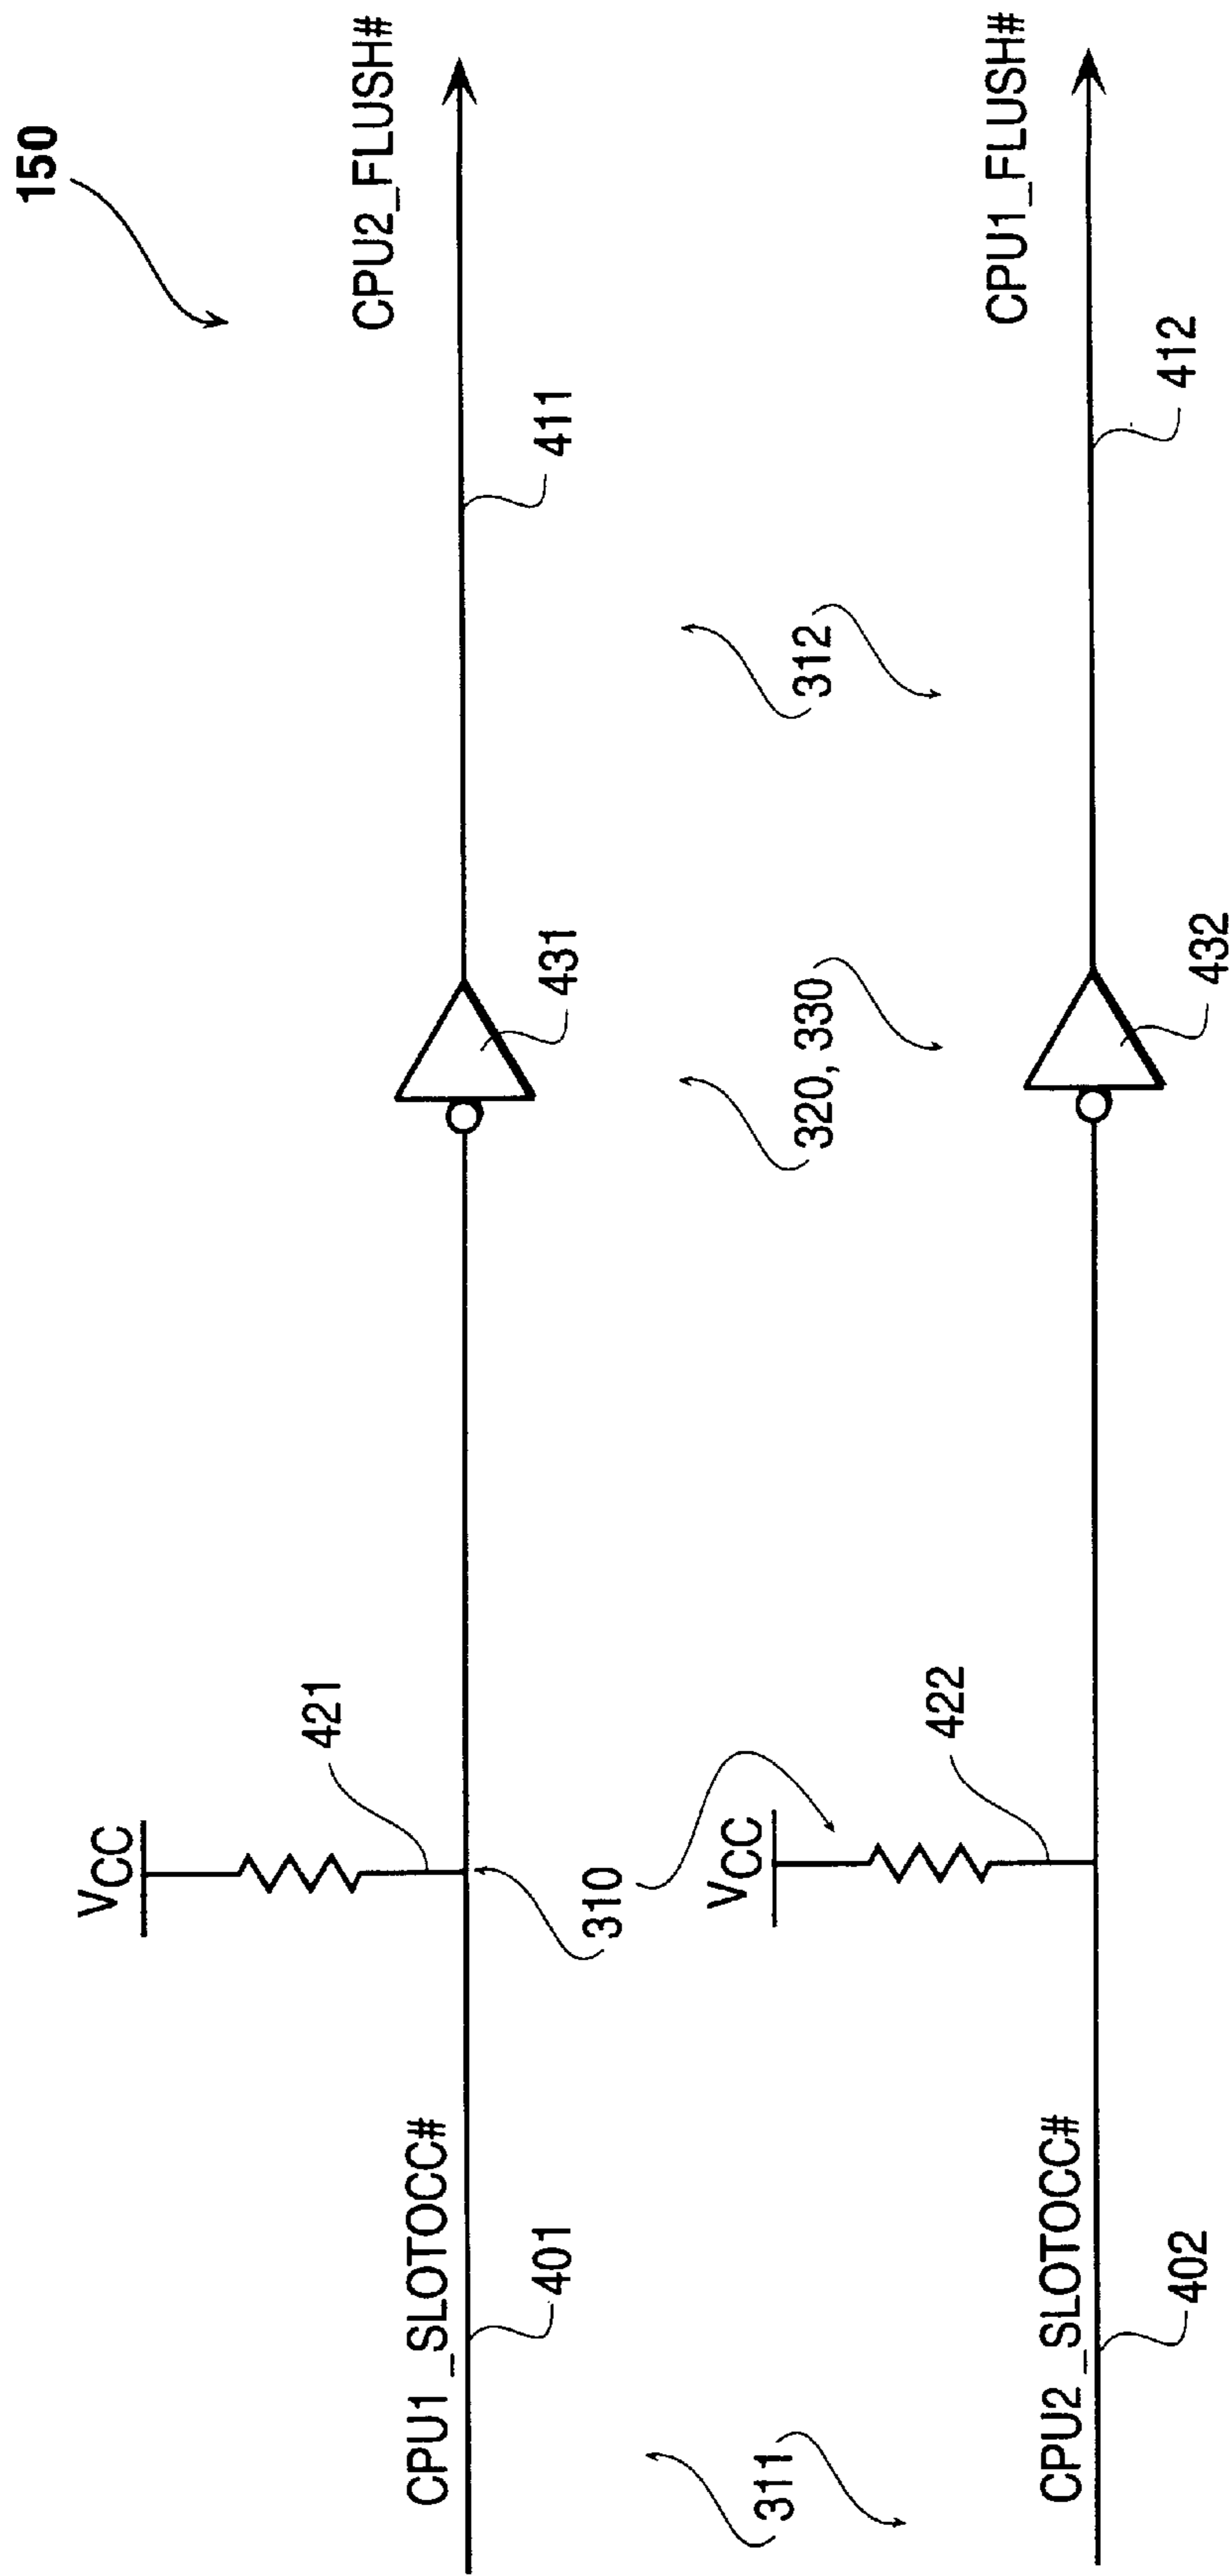 150
VCC
421
CPU1_SLOTOCC#
401
431
411
CPU2_FLUSH#
311
310
320, 330
312
VCC
422
CPU2_SLOTOCC#
402
432
412
CPU1_FLUSH#